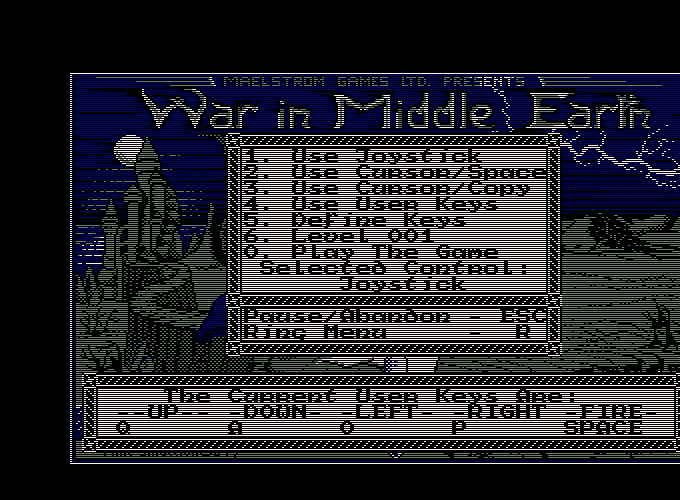 MAELSTROM GAMES LTD. PRESENTS
War in Middle Earth
1. Use Joystick
2. Use Cursor/Space
3. Use Cursor/Copy
4. Use User Keys
5. Define Keys
6. Level 001
0. Play The Game
Selected Control:
Joystick
Pause/Abandon - ESC
Ring Menu - R
The Current User Keys Are:
--UP-- -DOWN- -LEFT- -RIGHT -FIRE-
Q A O P SPACE